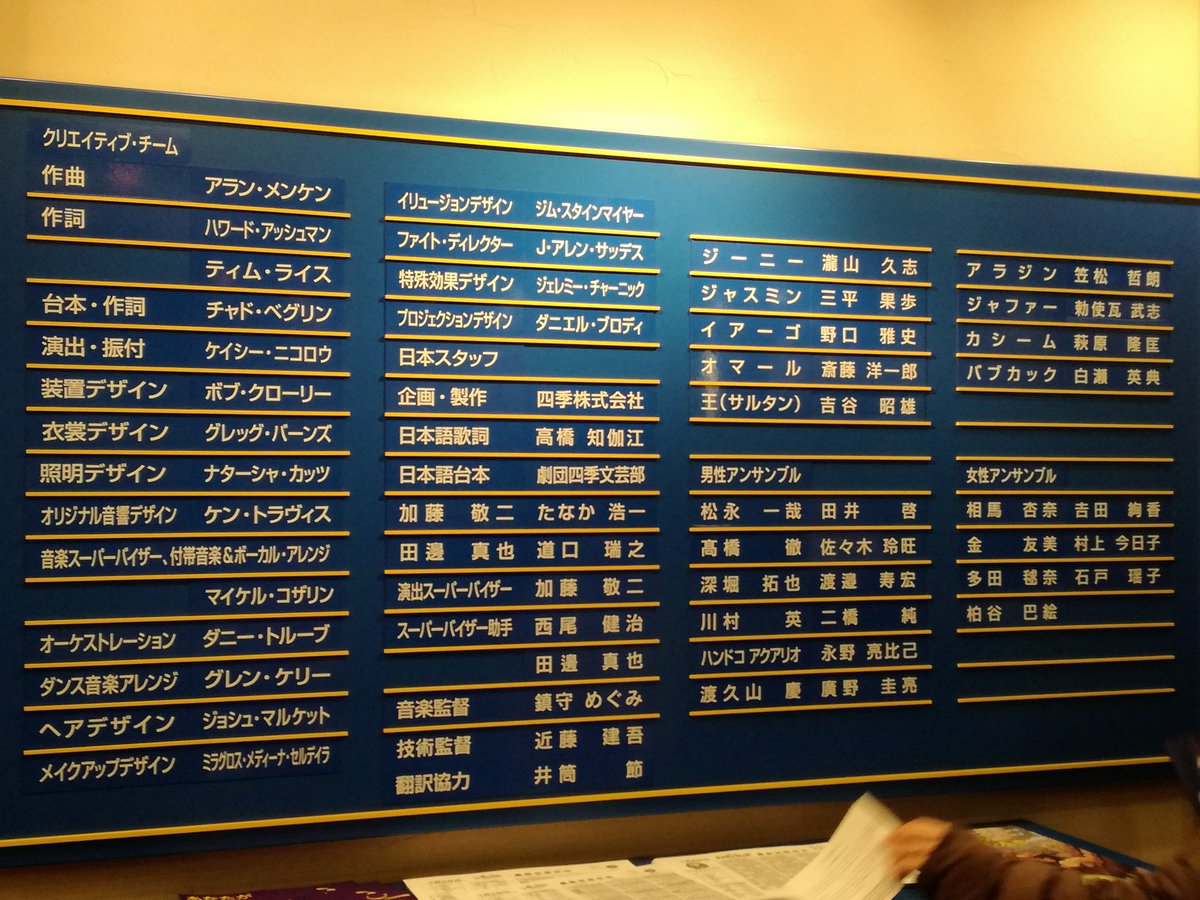 クリエイティブ・チーム
作曲 アラン・メンケン
作詞 ハワード・アッシュマン
ティム・ライス
台本・作詞 チャド・ベグリン
演出・振付 ケイシー・ニコロウ
装置デザイン ボブ・クローリー
衣裳デザイン グレッグ・バーンズ
照明デザイン ナターシャ・カッツ
オリジナル音響デザイン ケン・トラヴィス
音楽スーパーバイザー、付帯音楽&ボーカル・アレンジ
マイケル・コザリン
オーケストレーション ダニー・トルーブ
ダンス音楽アレンジ グレン・ケリー
ヘアデザイン ジョシュ・マルケット
メイクアップデザイン ミラグロス・メディーナ・セルデイラ
イリュージョンデザイン ジム・スタインマイヤー
ファイト・ディレクター J・アレン・サッデス
特殊効果デザイン ジェレミー・チャーニック
プロジェクションデザイン ダニエル・ブロディ
日本スタッフ
企画・製作 四季株式会社
日本語歌詞 高橋 知伽江
日本語台本 劇団四季文芸部
加藤 敬二 たなか 浩一
田邊 真也 道口 瑞之
演出スーパーバイザー 加藤 敬二
スーパーバイザー助手 西尾 健治
田邊 真也
音楽監督 鎮守 めぐみ
技術監督 近藤 建吾
翻訳協力 井筒 節
ジーニー 瀧山 久志
ジャスミン 三平 果歩
イアーゴ 野口 雅史
オマール 斎藤 洋一郎
王(サルタン) 吉谷 昭雄
男性アンサンブル
松永 一哉 田井 啓
髙橋 徹 佐々木 玲旺
深堀 拓也 渡邉 寿宏
川村 英 二橋 純
ハンドコ アクアリオ 永野 亮比己
渡久山 慶 廣野 圭亮
アラジン 笠松 哲朗
ジャファー 勅使瓦 武志
カシーム 萩原 隆匡
バブカック 白瀬 英典
女性アンサンブル
相馬 杏奈 吉田 絢香
金 友美 村上 今日子
多田 毬奈 石戸 瑶子
柏谷 巴絵